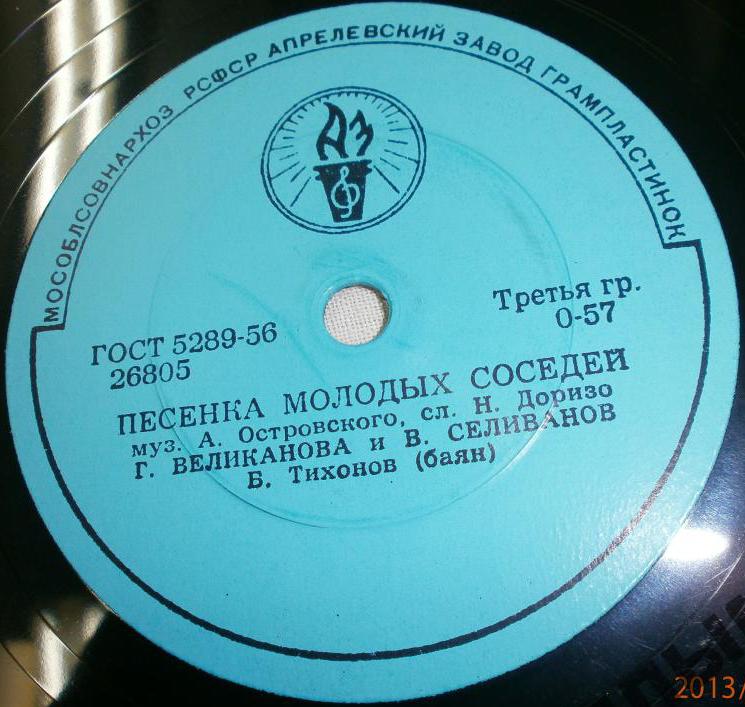 МОСОБЛСОВНАРХОЗ РСФСР АПРЕЛЕВСКИЙ ЗАВОД ГРАМПЛАСТИНОК
АЗ
ГОСТ 5289-56
26805
Третья гр.
0-57
ПЕСЕНКА МОЛОДЫХ СОСЕДЕЙ
муз. А. Островского, сл. Н. Доризо
Г. ВЕЛИКАНОВА и В. СЕЛИВАНОВ
Б. Тихонов (баян)
2013/